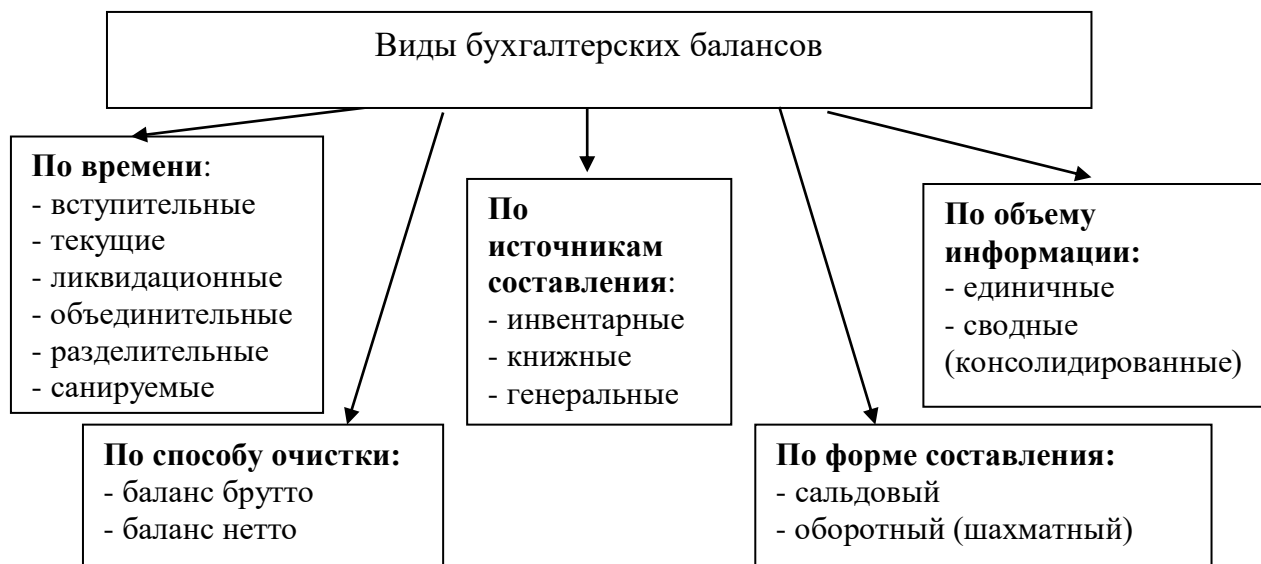 Виды бухгалтерских балансов
По времени:
- вступительные
- текущие
- ликвидационные
- объединительные
- разделительные
- санируемые
По
источникам
составления:
- инвентарные
- книжные
- генеральные
По объему
информации:
- единичные
- сводные
(консолидированные)
По способу очистки:
- баланс брутто
- баланс нетто
По форме составления:
- сальдовый
- оборотный (шахматный)